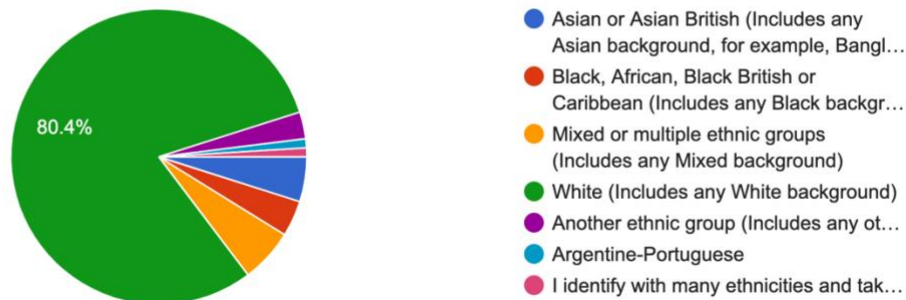 80.4%
Asian or Asian British (Includes any
Asian background, for example, Bangl...
Black, African, Black British or
Caribbean (Includes any Black backgr...
Mixed or multiple ethnic groups
(Includes any Mixed background)
White (Includes any White background)
Another ethnic group (Includes any ot...
Argentine-Portuguese
I identify with many ethnicities and tak...